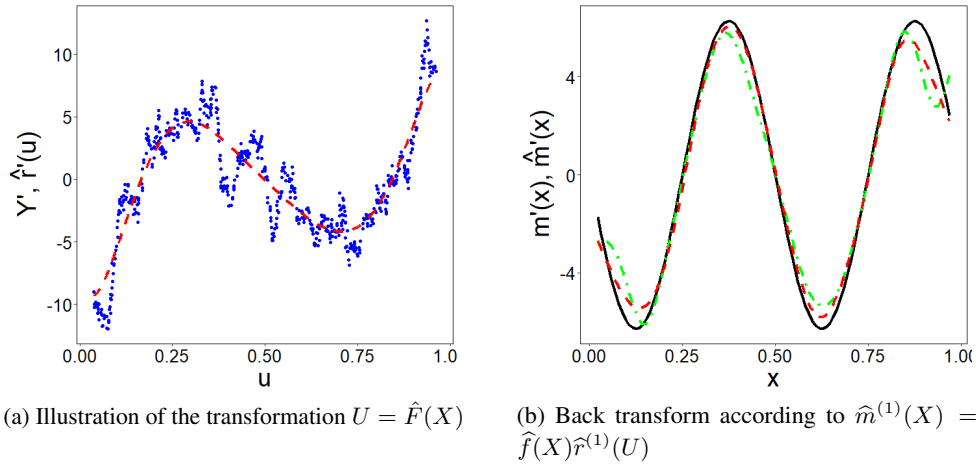 Y', r̂'(u)
10
5
0
-5
-10
0.00 0.25 0.50 0.75 1.0
u
m'(x), m̂'(x)
4
0
-4
0.00 0.25 0.50 0.75 1.00
x
(a) Illustration of the transformation U = F̂(X)
(b) Back transform according to m̂⁽¹⁾(X) =
f̂(X)r̂⁽¹⁾(U)